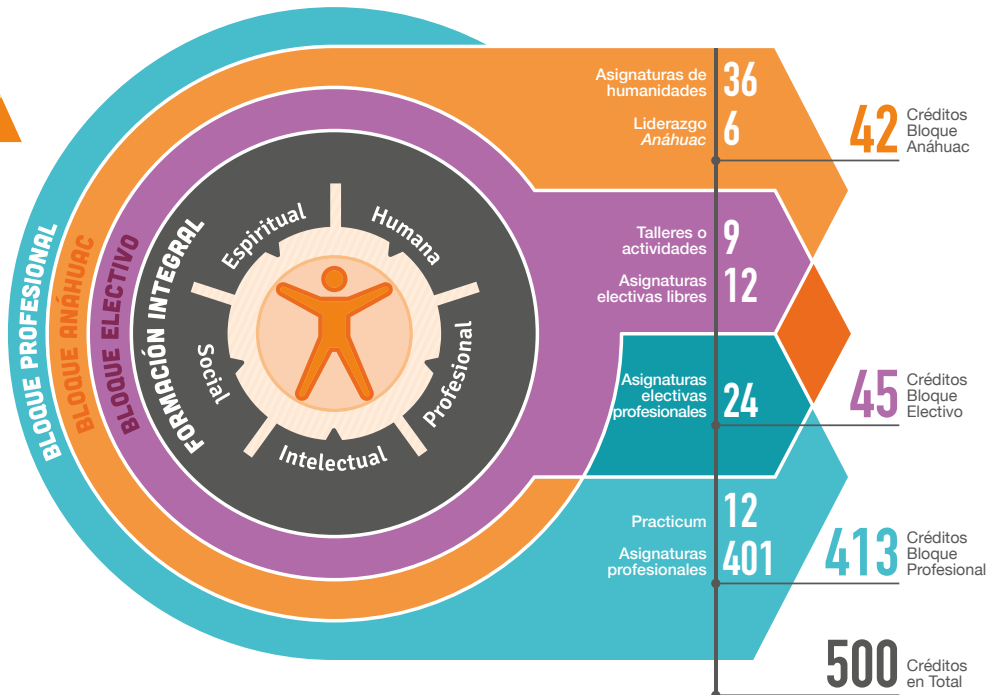 BLOQUE PROFESIONAL
BLOQUE ANÁHUAC
BLOQUE ELECTIVO
FORMACIÓN INTEGRAL
Espiritual
Humana
Social
Profesional
Intelectual
Asignaturas de
humanidades
36
Liderazgo
Anáhuac
6
42
Créditos
Bloque
Anáhuac
Talleres o
actividades
9
Asignaturas
electivas libres
12
Asignaturas
electivas
profesionales
24
45
Créditos
Bloque
Electivo
Practicum
12
Asignaturas
profesionales
401
413
Créditos
Bloque
Profesional
500
Créditos
en Total